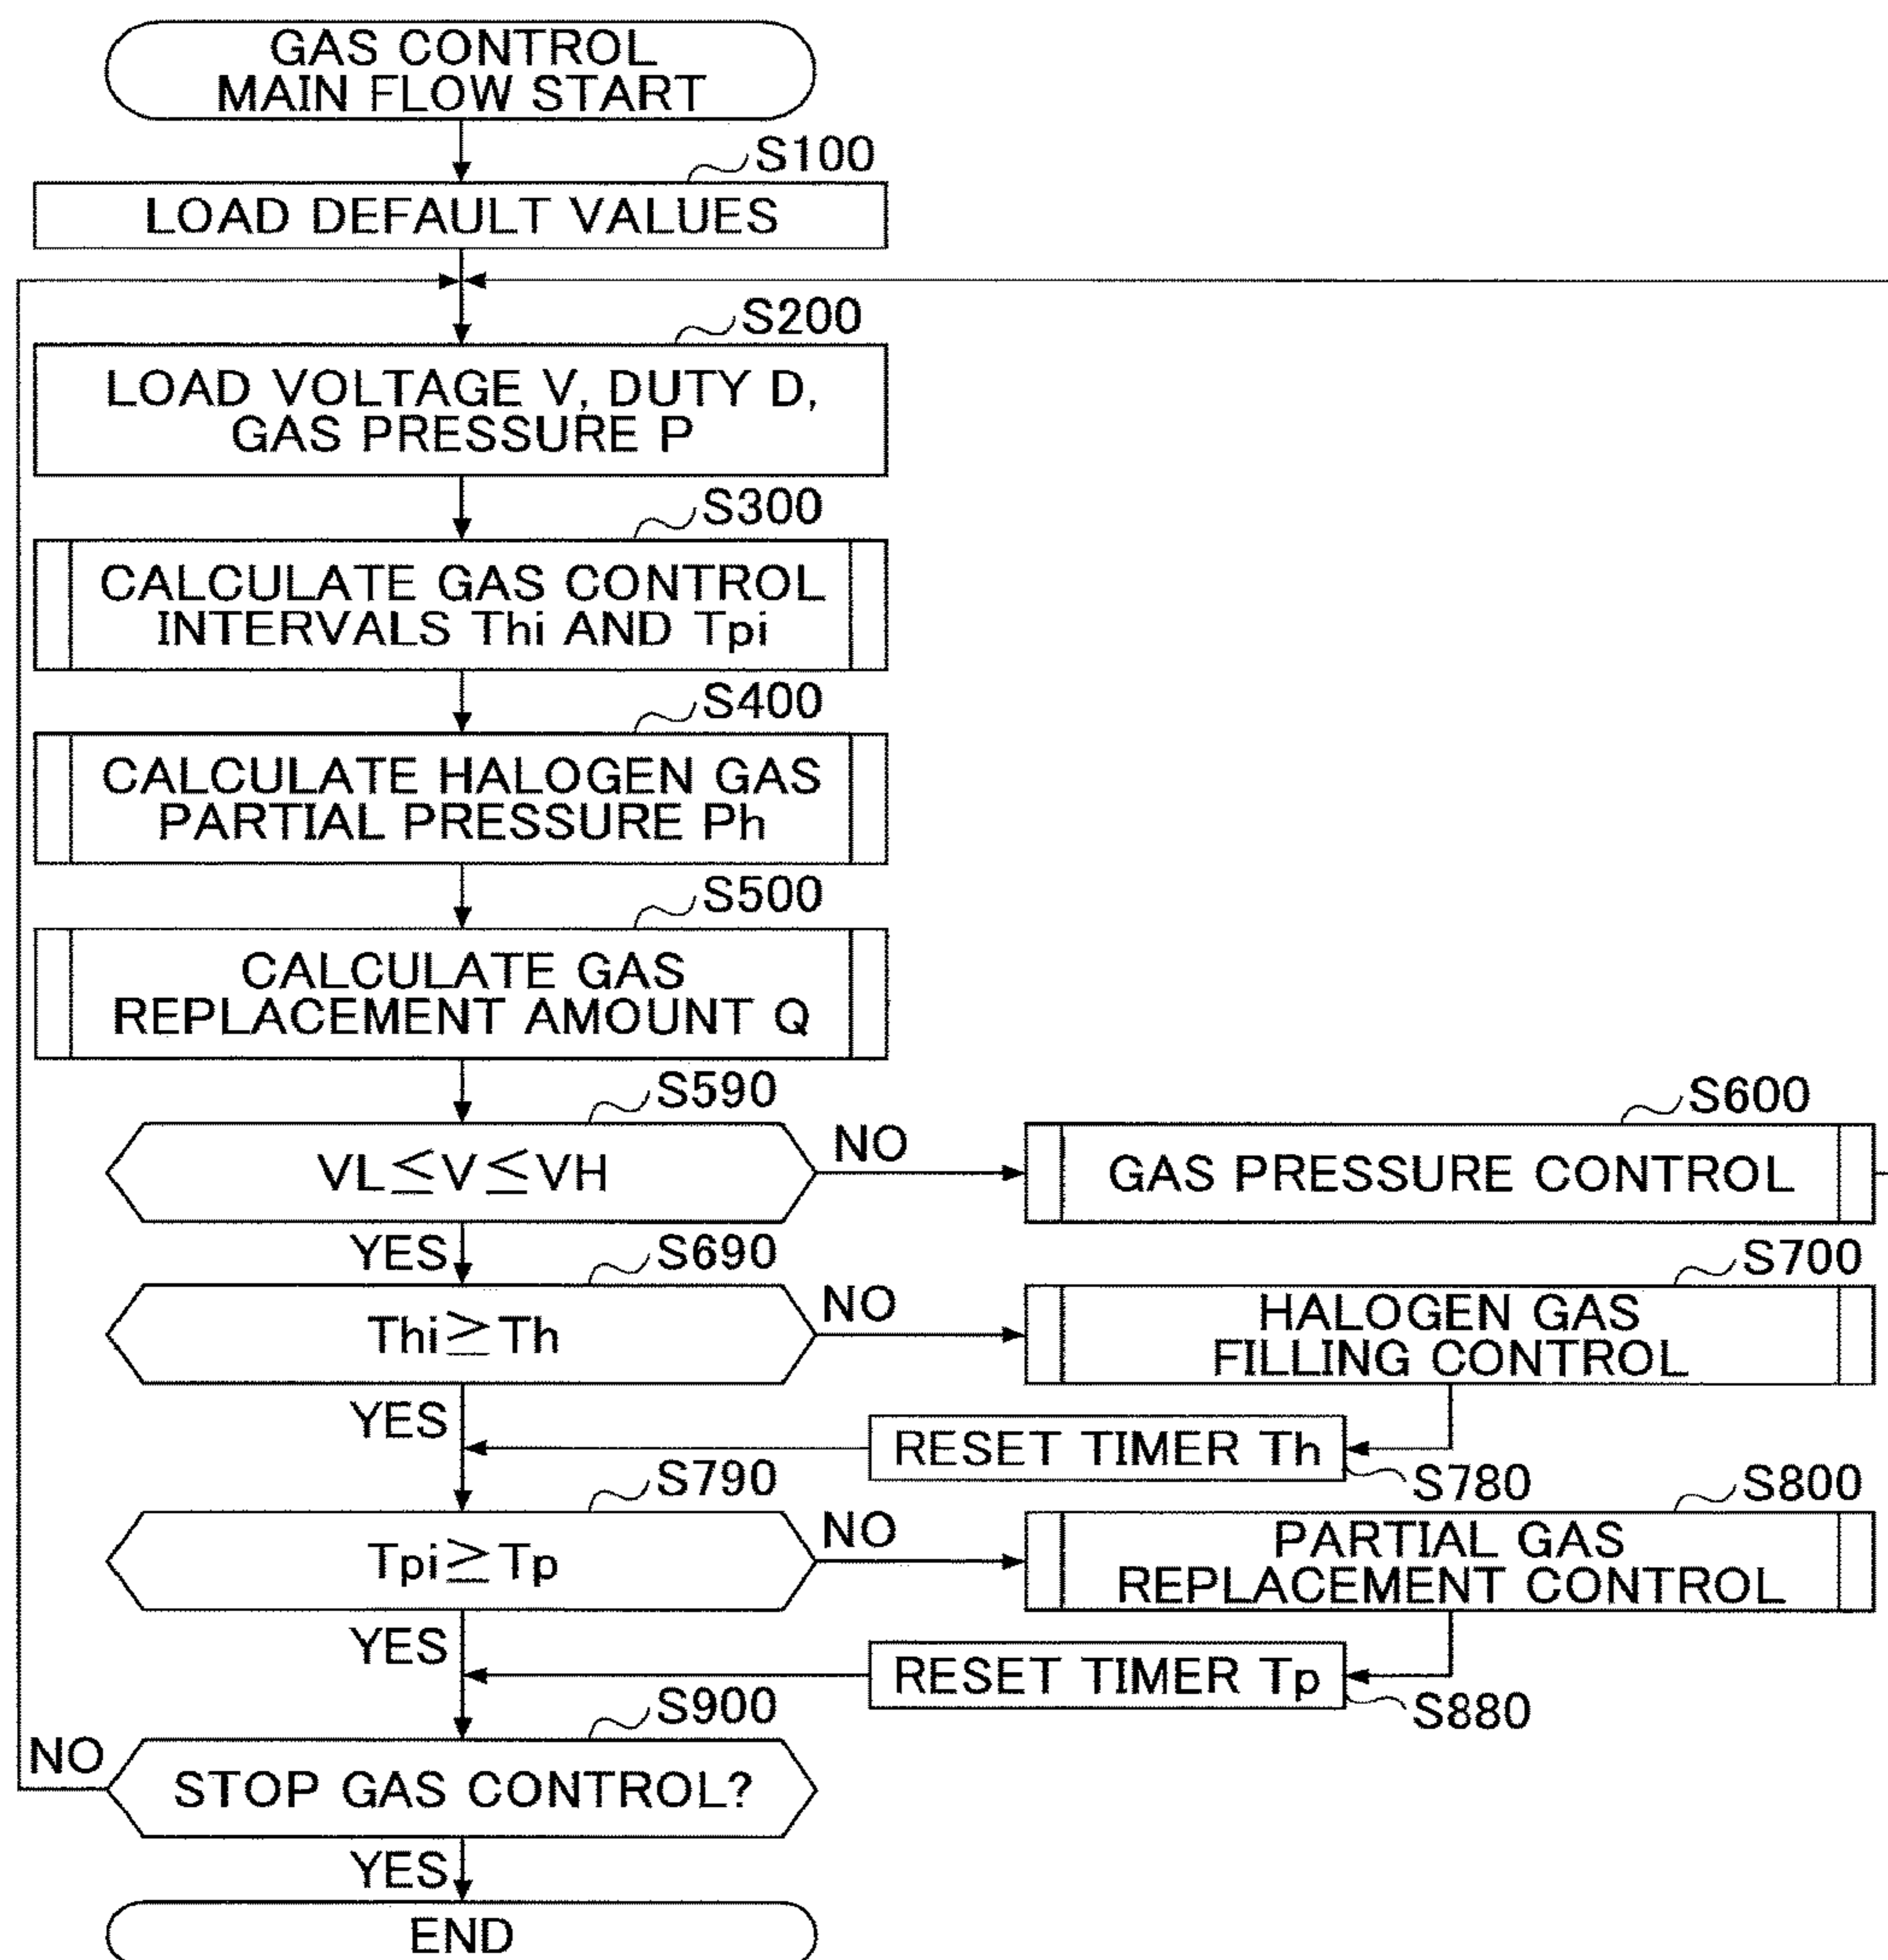 GAS CONTROL
MAIN FLOW START
S100
LOAD DEFAULT VALUES
S200
LOAD VOLTAGE V, DUTY D,
GAS PRESSURE P
S300
CALCULATE GAS CONTROL
INTERVALS Thi AND Tpi
S400
CALCULATE HALOGEN GAS
PARTIAL PRESSURE Ph
S500
CALCULATE GAS
REPLACEMENT AMOUNT Q
S590
VL≦V≦VH
NO
S600
GAS PRESSURE CONTROL
YES
S690
Thi≧Th
NO
S700
HALOGEN GAS
FILLING CONTROL
YES
RESET TIMER Th
S780
S790
Tpi≧Tp
NO
S800
PARTIAL GAS
REPLACEMENT CONTROL
YES
RESET TIMER Tp
S880
S900
NO
STOP GAS CONTROL?
YES
END